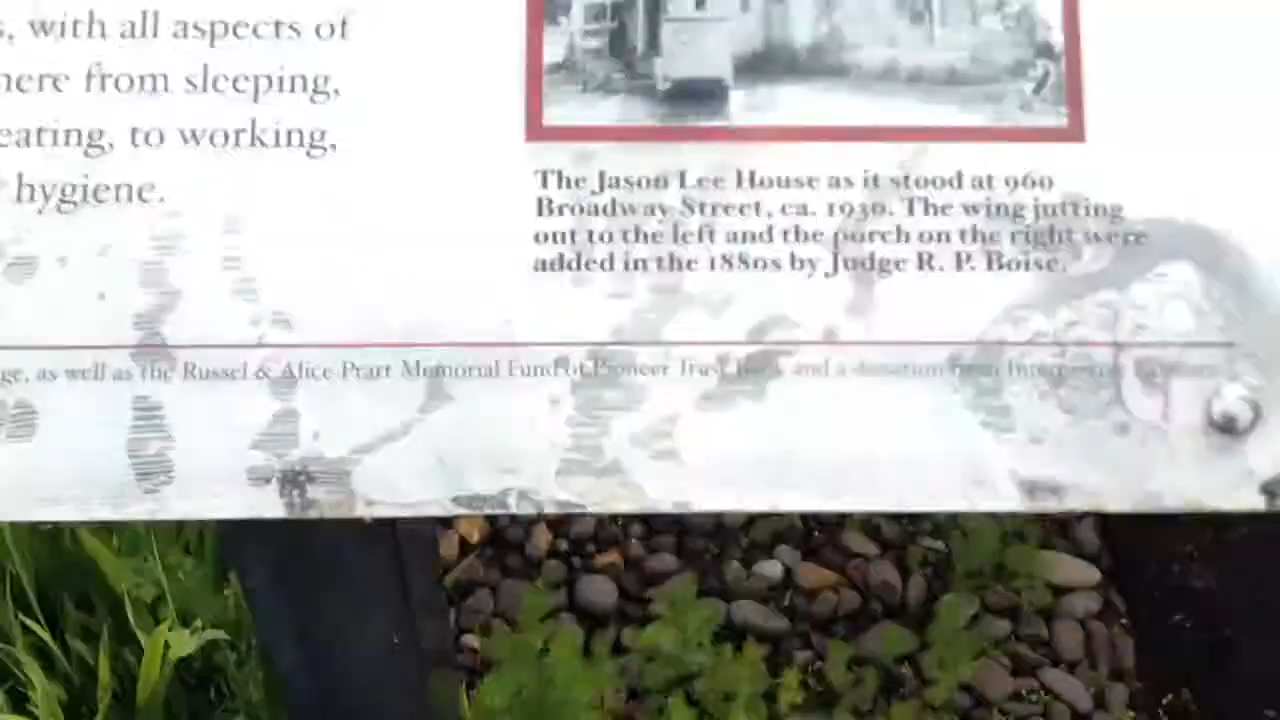 , with all aspects of
here from sleeping,
eating, to working,
hygiene.
The Jason Lee House as it stood at 960
Broadway Street, ca. 1930. The wing jutting
out to the left and the porch on the right were
added in the 1880s by Judge R. P. Boise.
ge, as well as the Russel & Alice Pratt Memorial Fund of Pioneer Trust Bank and a donation from